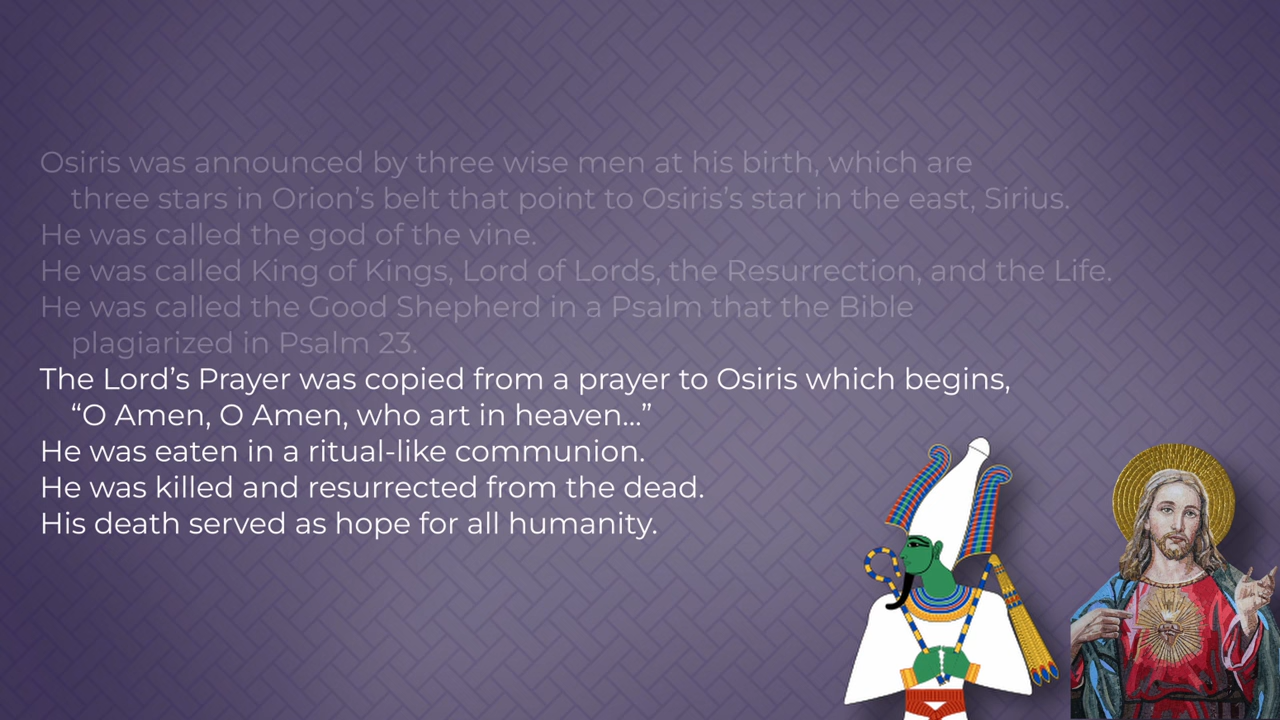 Osiris was announced by three wise men at his birth, which are
three stars in Orion's belt that point to Osiris's star in the east, Sirius.
He was called the god of the vine.
He was called King of Kings, Lord of Lords, the Resurrection, and the Life.
He was called the Good Shepherd in a Psalm that the Bible
plagiarized in Psalm 23.
The Lord's Prayer was copied from a prayer to Osiris which begins,
“O Amen, O Amen, who art in heaven...”
He was eaten in a ritual-like communion.
He was killed and resurrected from the dead.
His death served as hope for all humanity.